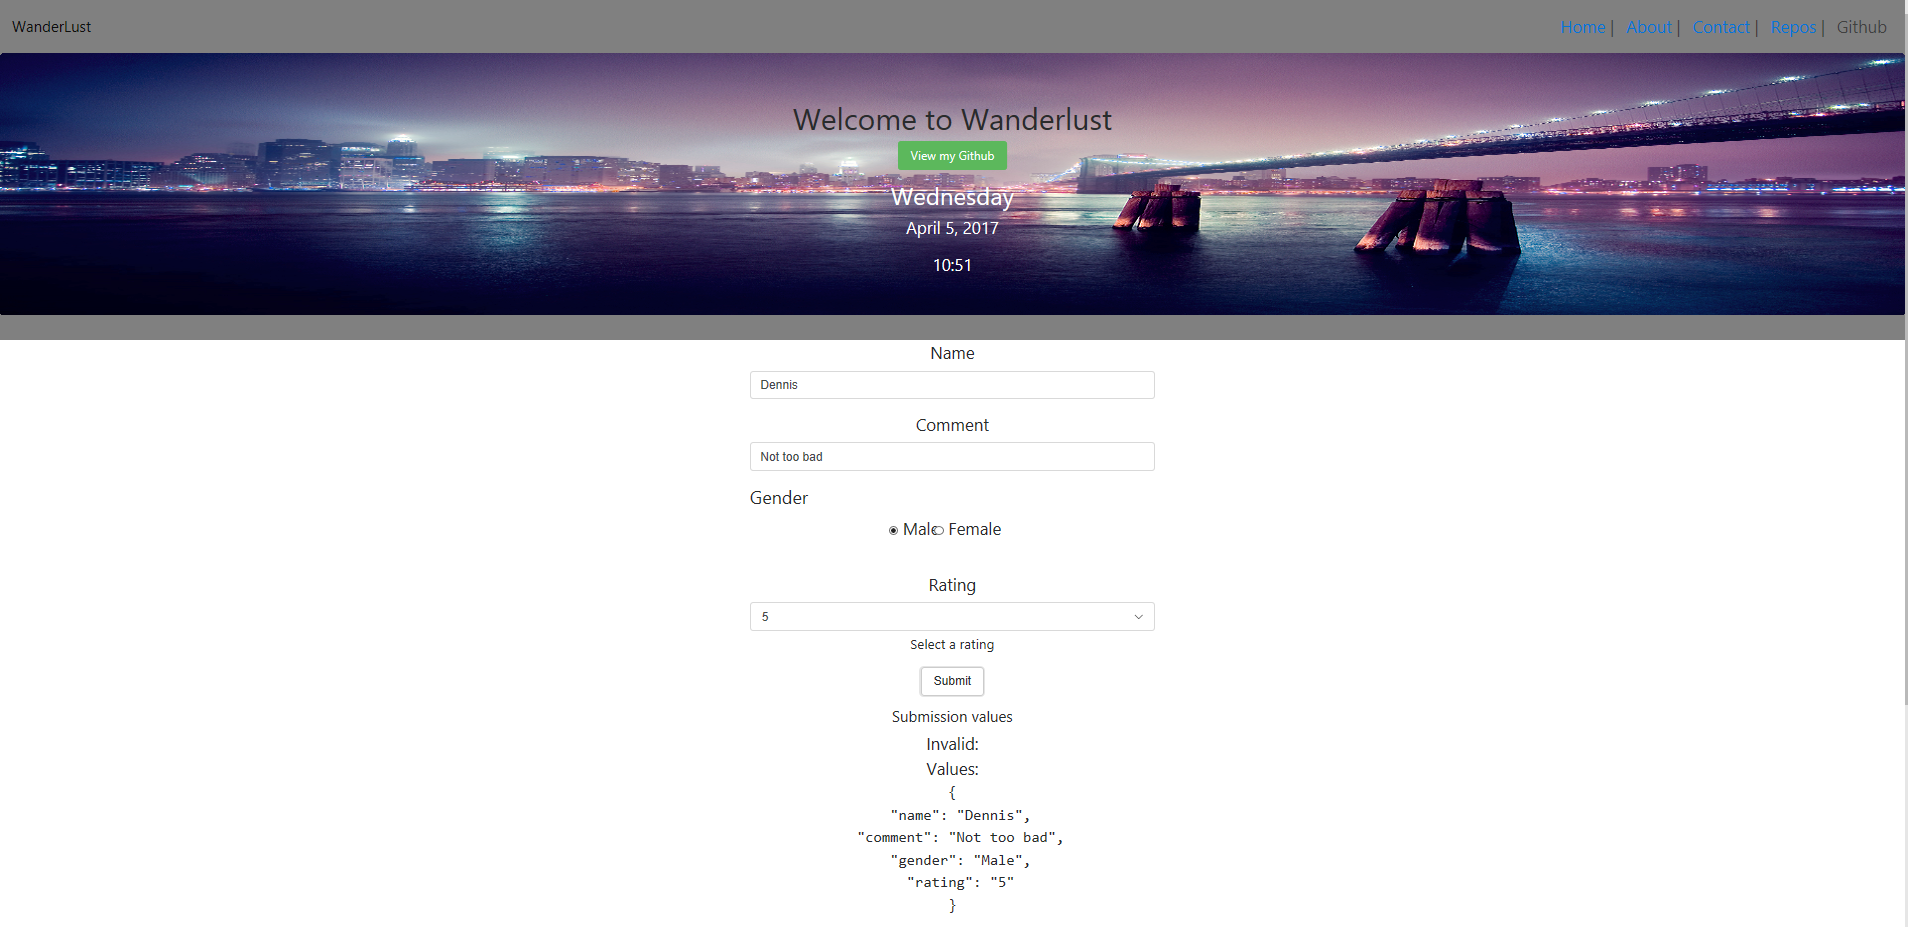 WanderLust
Home | About | Contact | Repos | Github
Welcome to Wanderlust
View my Github
Wednesday
April 5, 2017
10:51
Name
Dennis
Comment
Not too bad
Gender
Male Female
Rating
5
Select a rating
Submit
Submission values
Invalid:
Values:
{
"name": "Dennis",
"comment": "Not too bad",
"gender": "Male",
"rating": "5"
}